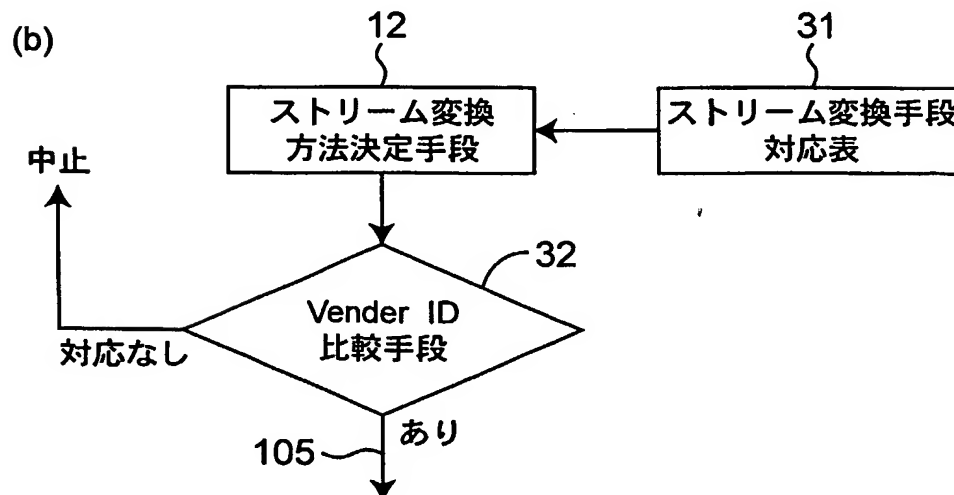 (b)
12
31
ストリーム変換
方法決定手段
ストリーム変換手段
対応表
中止
32
Vender ID
比較手段
対応なし
あり
105